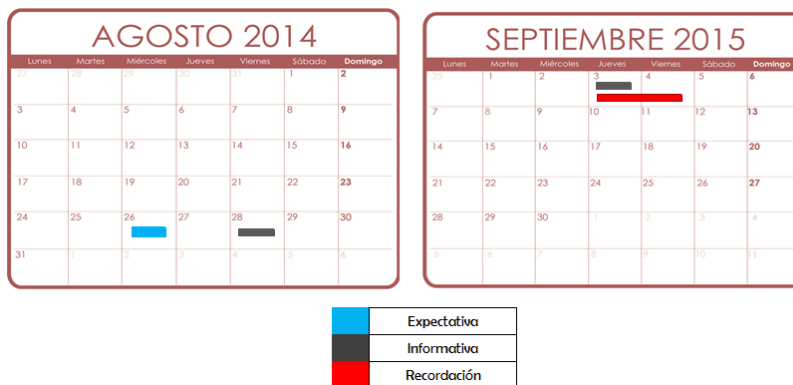 AGOSTO 2014
Lunes Martes Miércoles Jueves Viernes Sábado Domingo
27 28 29 30 31 1 2
3 4 5 6 7 8 9
10 11 12 13 14 15 16
17 18 19 20 21 22 23
24 25 26 27 28 29 30
31 1 2 3 4 5 6
SEPTIEMBRE 2015
Lunes Martes Miércoles Jueves Viernes Sábado Domingo
25 1 2 3 4 5 6
7 8 9 10 11 12 13
14 15 16 17 18 19 20
21 22 23 24 25 26 27
28 29 30 1 2 3 4
5 6 7 8 9 10 11
Expectativa
Informativa
Recordación